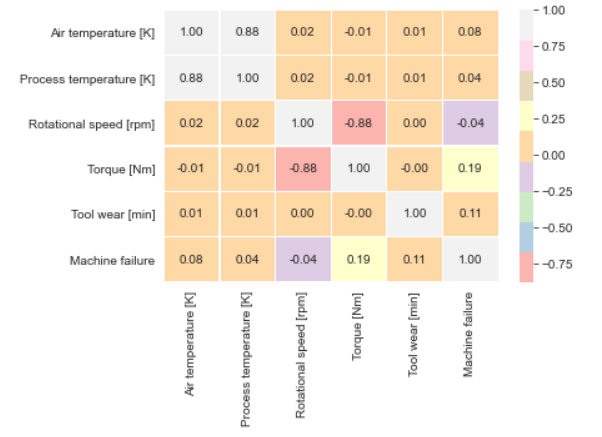 Air temperature [K] 1.00 0.88 0.02 -0.01 0.01 0.08
Process temperature [K] 0.88 1.00 0.02 -0.01 0.01 0.04
Rotational speed [rpm] 0.02 0.02 1.00 -0.88 0.00 -0.04
Torque [Nm] -0.01 -0.01 -0.88 1.00 -0.00 0.19
Tool wear [min] 0.01 0.01 0.00 -0.00 1.00 0.11
Machine failure 0.08 0.04 -0.04 0.19 0.11 1.00
Air temperature [K]
Process temperature [K]
Rotational speed [rpm]
Torque [Nm]
Tool wear [min]
Machine failure
1.00
0.75
0.50
0.25
0.00
−0.25
−0.50
−0.75